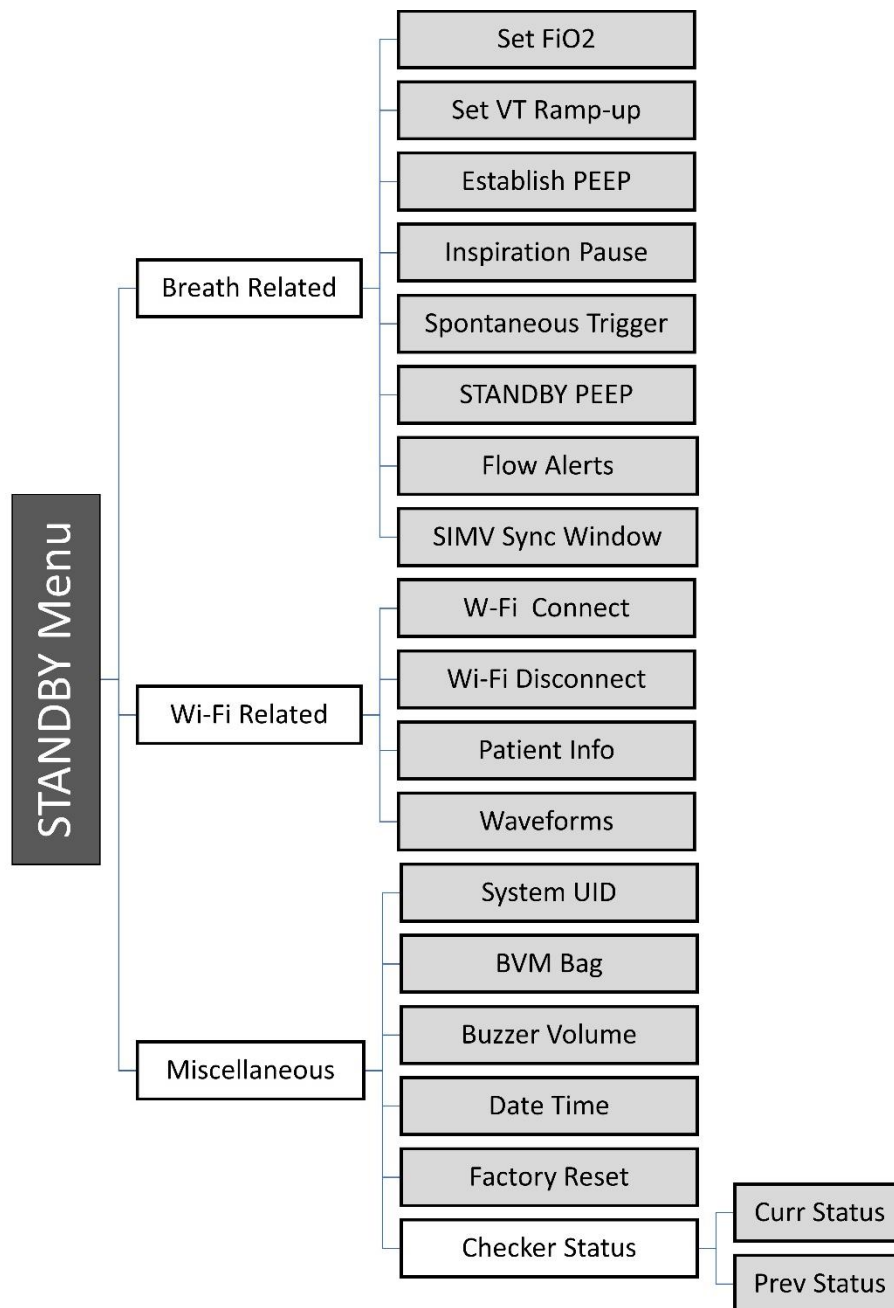 STANDBY Menu
Breath Related
Set FiO2
Set VT Ramp-up
Establish PEEP
Inspiration Pause
Spontaneous Trigger
STANDBY PEEP
Flow Alerts
SIMV Sync Window
Wi-Fi Related
W-Fi  Connect
Wi-Fi Disconnect
Patient Info
Waveforms
Miscellaneous
System UID
BVM Bag
Buzzer Volume
Date Time
Factory Reset
Checker Status
Curr Status
Prev Status